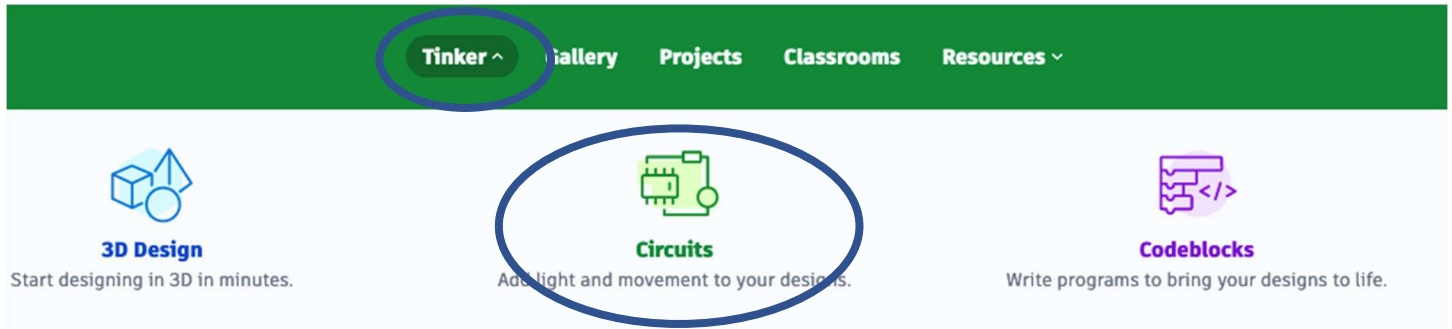 Tinker Gallery Projects Classrooms Resources
3D Design Circuits </> Codeblocks
Start designing in 3D in minutes. Add light and movement to your designs. Write programs to bring your designs to life.